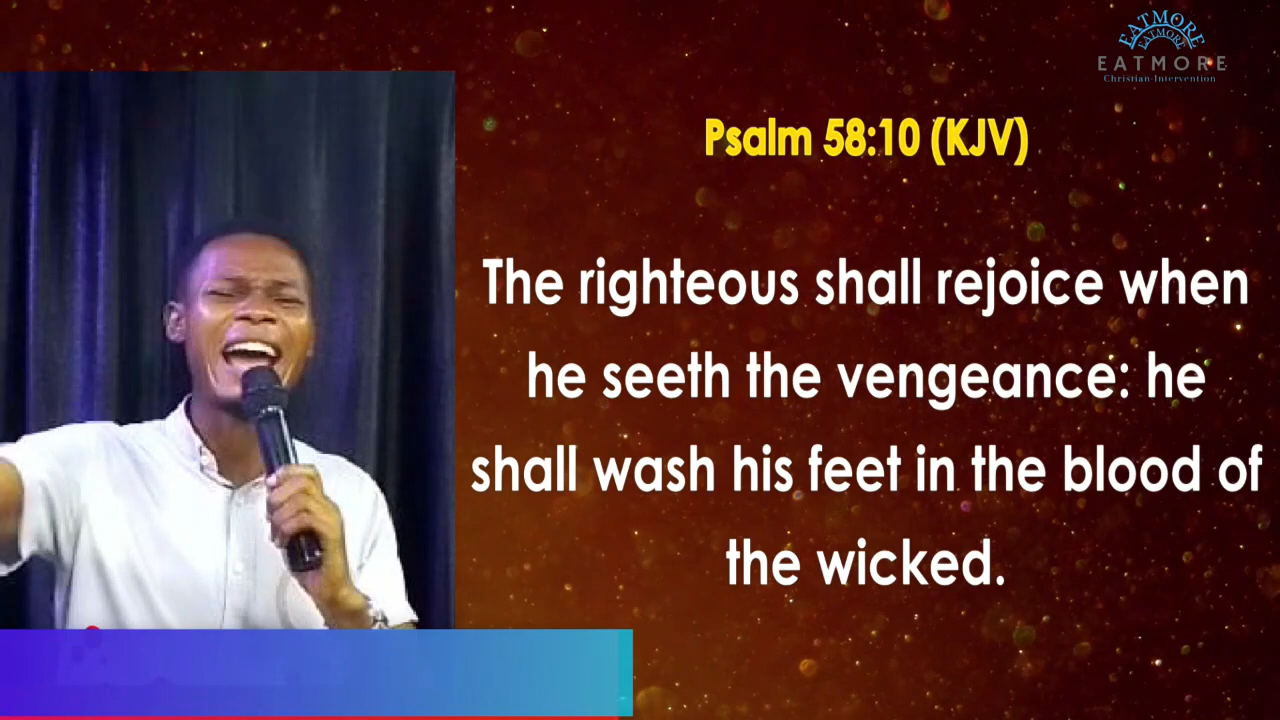 EATMORE
EATMORE
EATMORE
Christian-Intervention
Psalm 58:10 (KJV)
The righteous shall rejoice when
he seeth the vengeance: he
shall wash his feet in the blood of
the wicked.